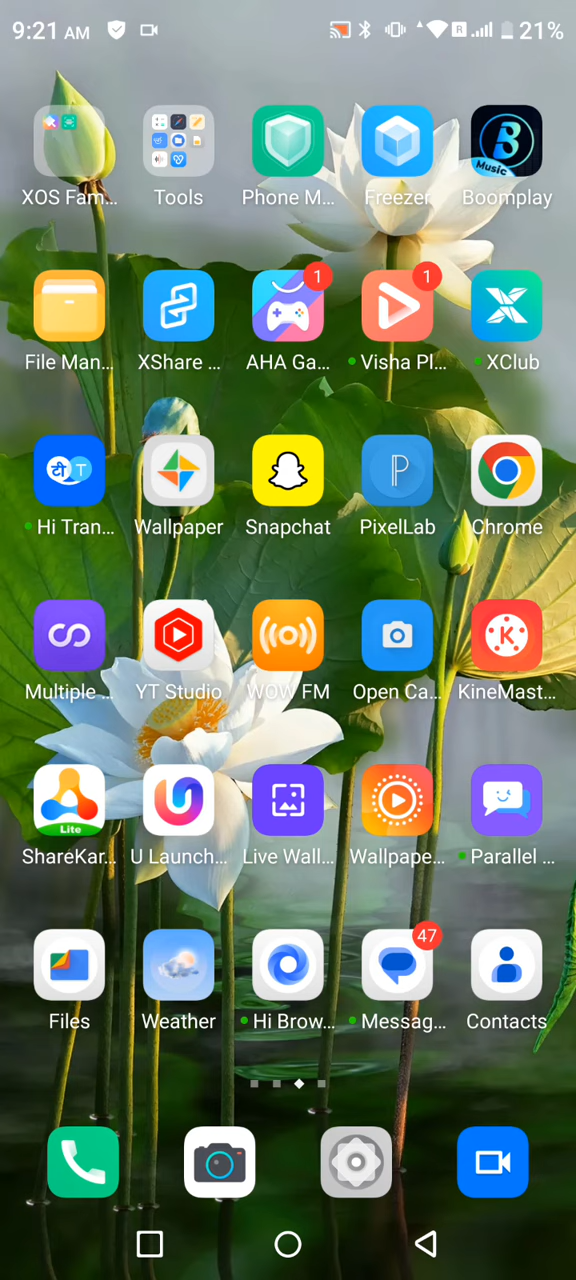 9:21 AM R 21%
XOS Fam... Tools Phone M... Freezer Boomplay
B
Music
1 1
File Man... XShare ... AHA Ga... Visha Pl... XClub
टी T
Hi Tran... Wallpaper Snapchat PixelLab Chrome
P
K
Multiple ... YT Studio WOW FM Open Ca... KineMast...
Lite
ShareKar... U Launch... Live Wall... Wallpape... Parallel ...
47
Files Weather Hi Brow... Messag... Contacts